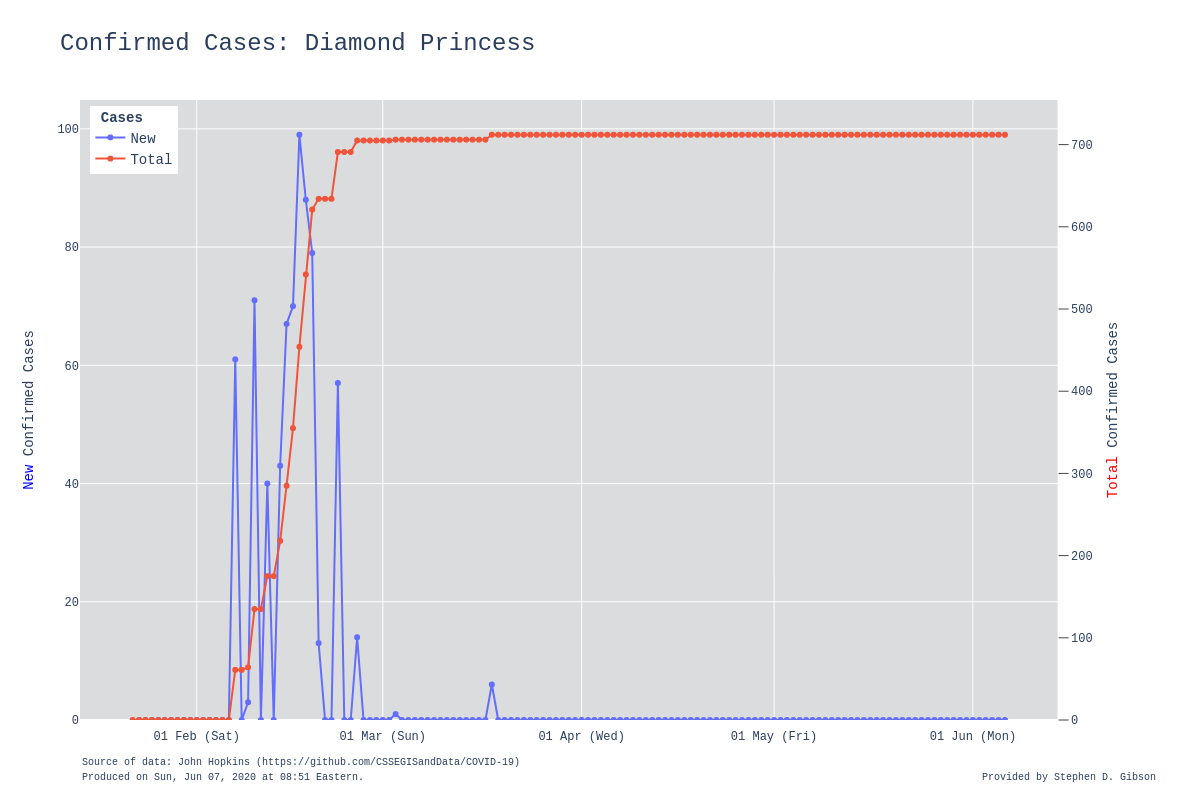 Confirmed Cases: Diamond Princess
Cases
New
Total
100
80
60
40
20
0
New Confirmed Cases
700
600
500
400
300
200
100
0
Total Confirmed Cases
01 Feb (Sat) 01 Mar (Sun) 01 Apr (Wed) 01 May (Fri) 01 Jun (Mon)
Source of data: John Hopkins (https://github.com/CSSEGISandData/COVID-19)
Produced on Sun, Jun 07, 2020 at 08:51 Eastern.
Provided by Stephen D. Gibson